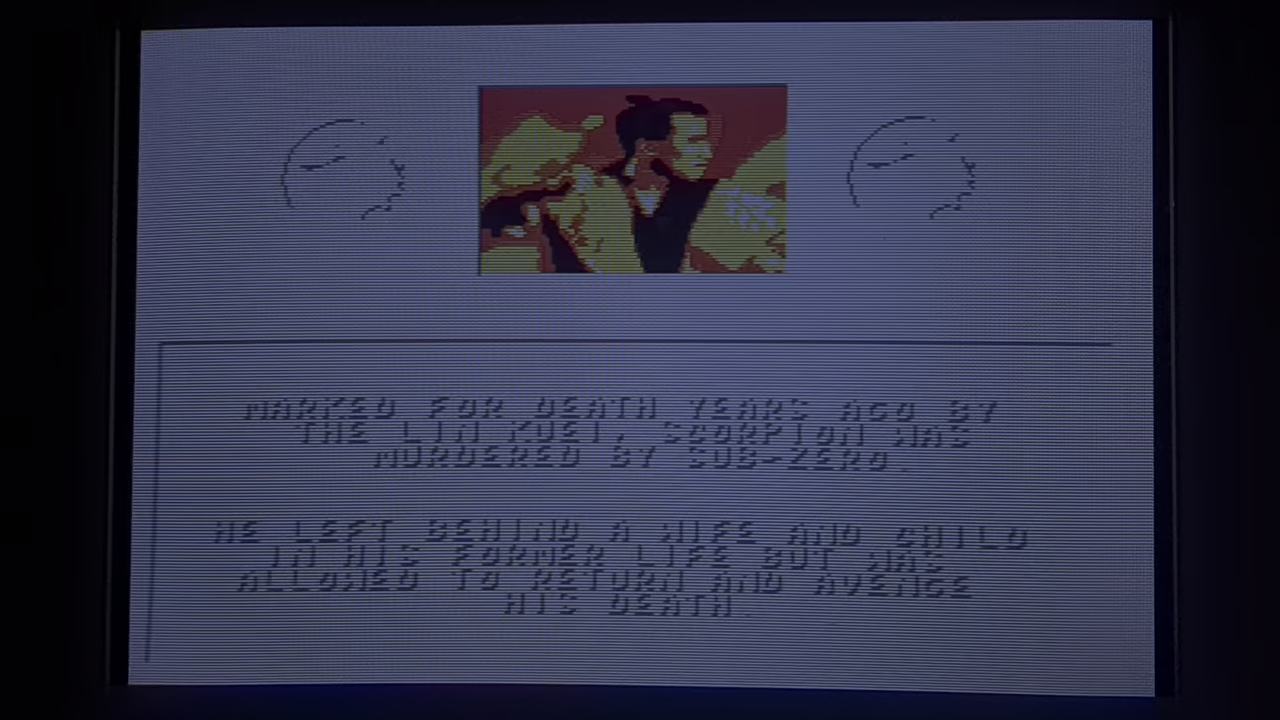 MARKED FOR DEATH YEARS AGO BY
THE LIN KUEI, SCORPION WAS
MURDERED BY SUB-ZERO.
HE LEFT BEHIND A WIFE AND CHILD
IN HIS FORMER LIFE BUT WAS
ALLOWED TO RETURN AND AVENGE
HIS DEATH.